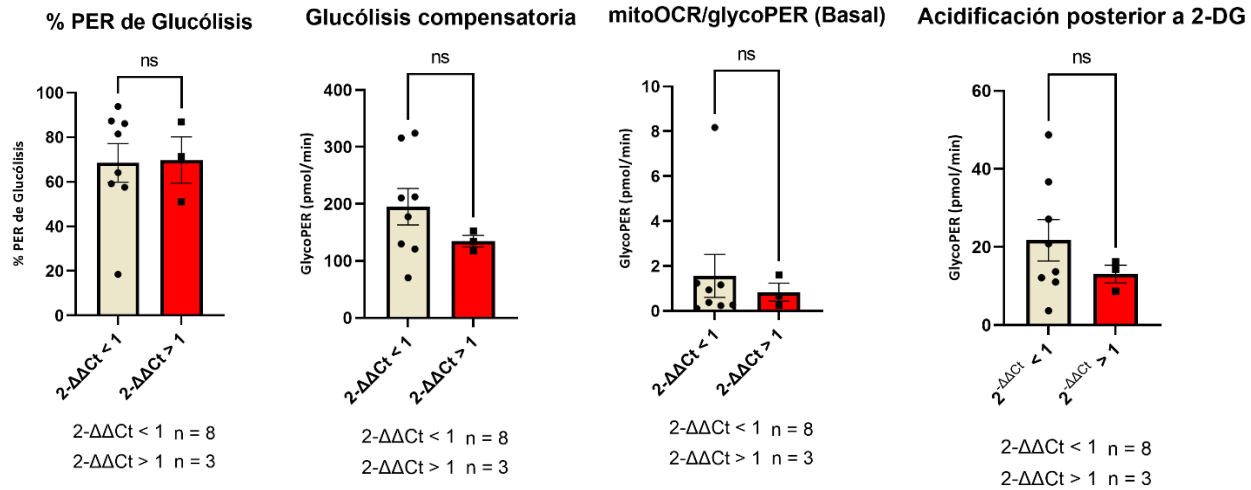 % PER de Glucólisis
ns
% PER de Glucólisis
100
80
60
40
20
0
2-ΔΔCt < 1
2-ΔΔCt > 1
2-ΔΔCt < 1 n = 8
2-ΔΔCt > 1 n = 3
Glucólisis compensatoria
ns
GlycoPER (pmol/min)
400
300
200
100
0
2-ΔΔCt < 1
2-ΔΔCt > 1
2-ΔΔCt < 1 n = 8
2-ΔΔCt > 1 n = 3
mitoOCR/glycoPER (Basal)
ns
GlycoPER (pmol/min)
10
8
6
4
2
0
2-ΔΔCt < 1
2-ΔΔCt > 1
2-ΔΔCt < 1 n = 8
2-ΔΔCt > 1 n = 3
Acidificación posterior a 2-DG
ns
GlycoPER (pmol/min)
60
40
20
0
2^-ΔΔCt < 1
2^-ΔΔCt > 1
2-ΔΔCt < 1 n = 8
2-ΔΔCt > 1 n = 3